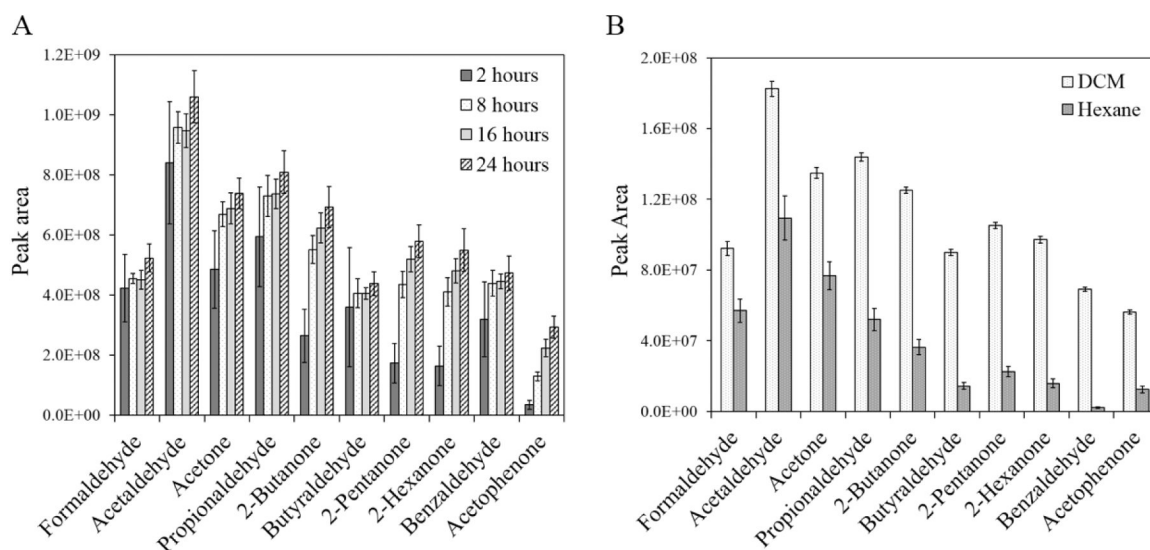 A
Peak area
1.2E+09
1.0E+09
8.0E+08
6.0E+08
4.0E+08
2.0E+08
0.0E+00
2 hours
8 hours
16 hours
24 hours
Formaldehyde
Acetaldehyde
Acetone
Propionaldehyde
2-Butanone
Butyraldehyde
2-Pentanone
2-Hexanone
Benzaldehyde
Acetophenone
B
Peak Area
2.0E+08
1.6E+08
1.2E+08
8.0E+07
4.0E+07
0.0E+00
DCM
Hexane
Formaldehyde
Acetaldehyde
Acetone
Propionaldehyde
2-Butanone
Butyraldehyde
2-Pentanone
2-Hexanone
Benzaldehyde
Acetophenone